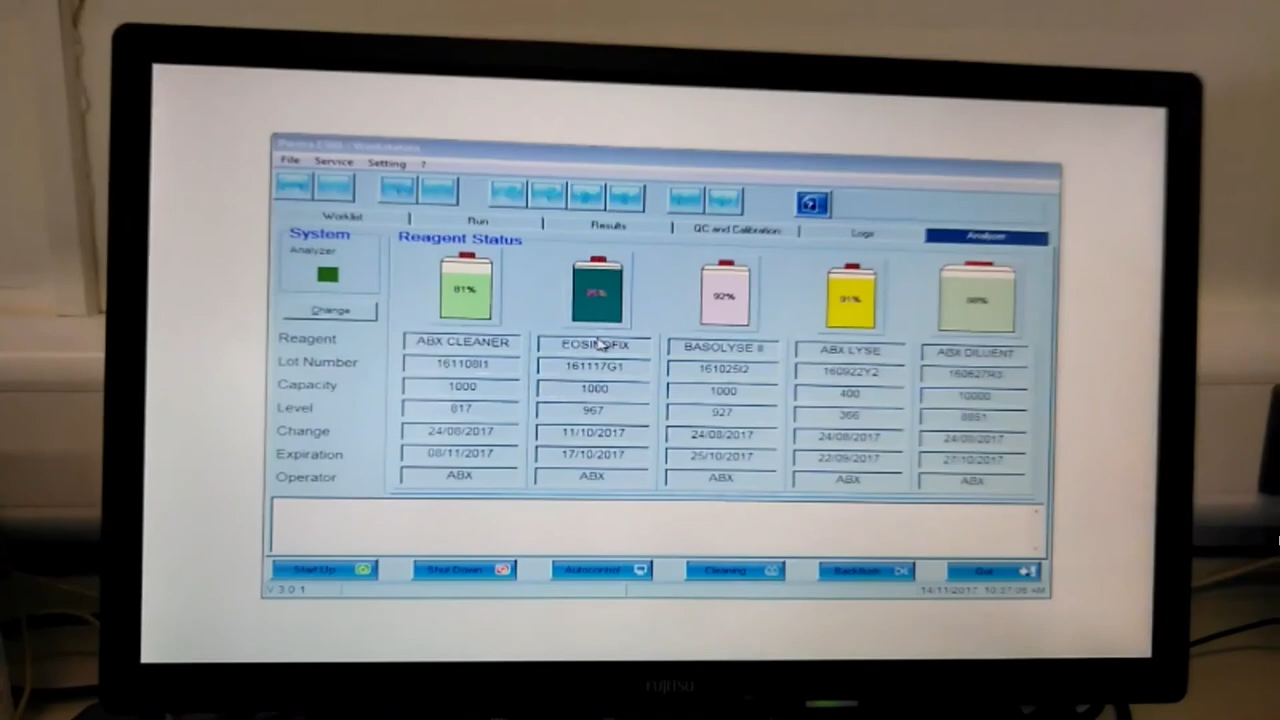 File Service Setting ?
Worklist Run Results QC and Calibration Logs Analyzer
System
Analyzer
Change
Reagent Status
81% 92% 91%
Reagent ABX CLEANER EOSINOFIX BASOLYSE II ABX LYSE ABX DILUENT
Lot Number 161108I1 161117G1 161025I2 160922Y2
Capacity 1000 1000 1000 400 10000
Level 817 967 927 366 8951
Change 24/08/2017 11/10/2017 24/08/2017 24/08/2017 24/08/2017
Expiration 08/11/2017 17/10/2017 25/10/2017 22/09/2017 27/10/2017
Operator ABX ABX ABX ABX ABX
Start Up Shut Down Autocontrol Cleaning Backflush Quit
V 3.0.1 14/11/2017
FUJITSU